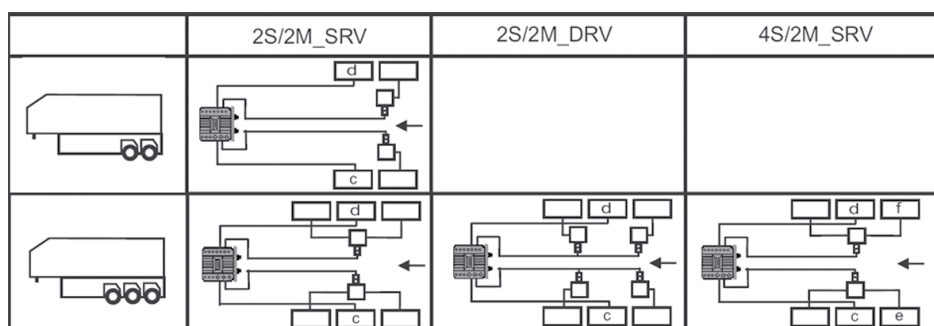 2S/2M_SRV 2S/2M_DRV 4S/2M_SRV
d
c
d d d f
c c c e